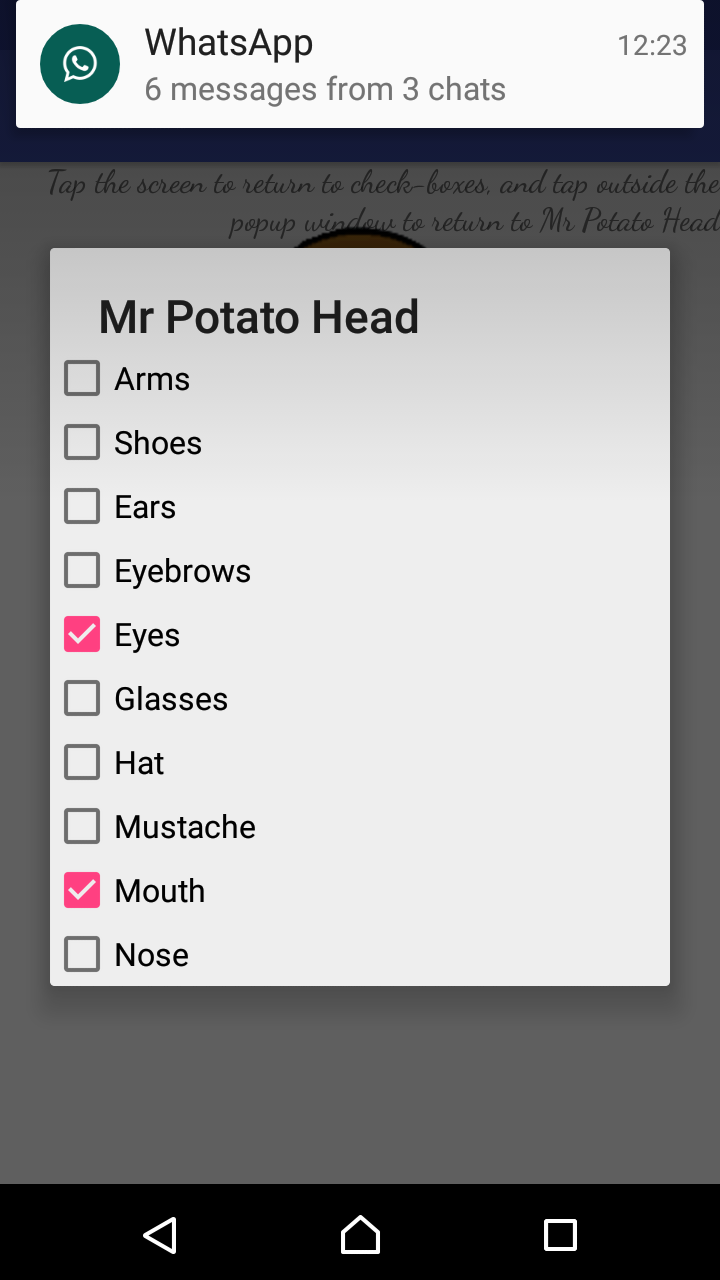 WhatsApp
12:23
6 messages from 3 chats
Tap the screen to return to check-boxes, and tap outside the
popup window to return to Mr Potato Head
Mr Potato Head
Arms
Shoes
Ears
Eyebrows
Eyes
Glasses
Hat
Mustache
Mouth
Nose